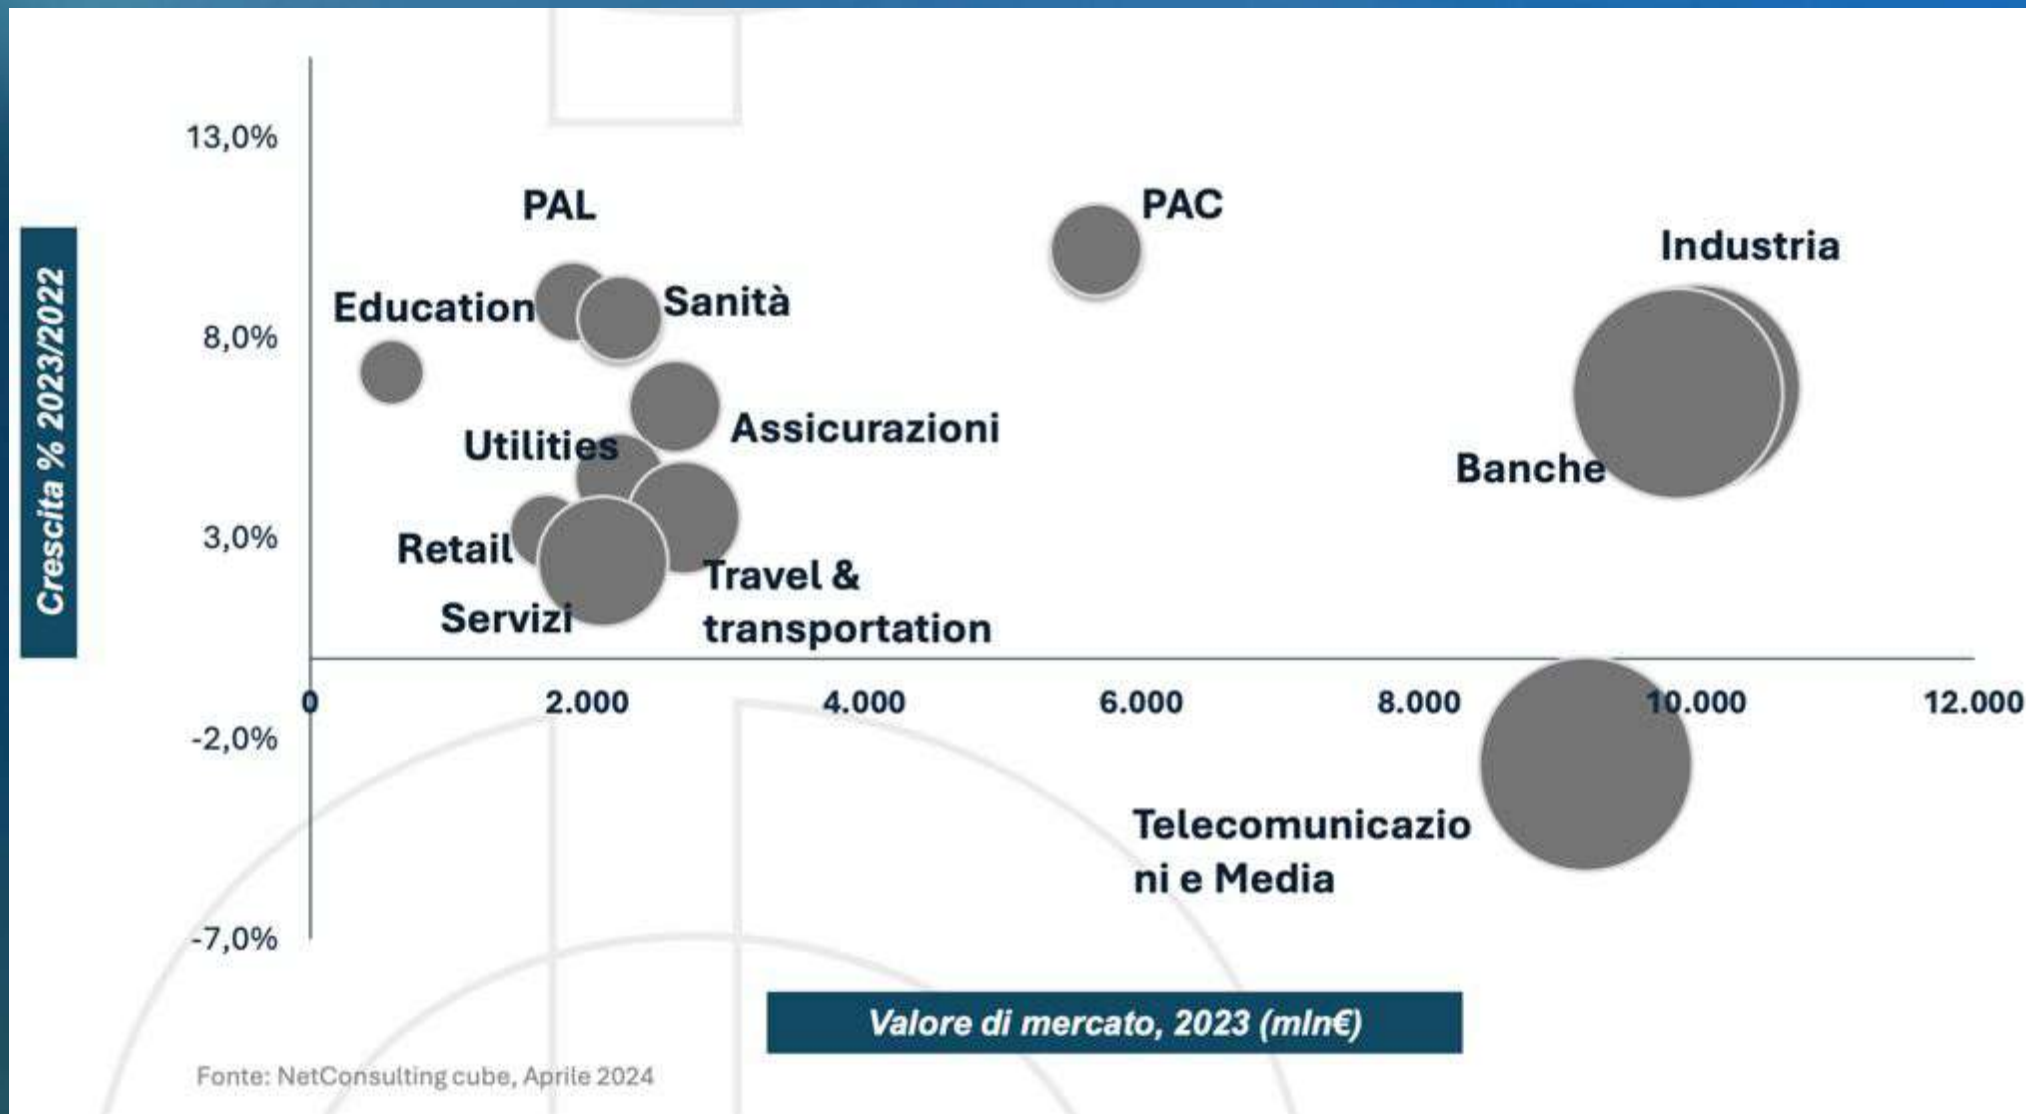 13,0%
PAL
PAC
Industria
Education
Sanità
8,0%
Crescita % 2023/2022
Utilities
Assicurazioni
Banche
3,0%
Retail
Travel &
transportation
Servizi
0
2.000
4.000
6.000
8.000
10.000
12.000
-2,0%
Telecomunicazio
ni e Media
-7,0%
Valore di mercato, 2023 (mln€)
Fonte: NetConsulting cube, Aprile 2024